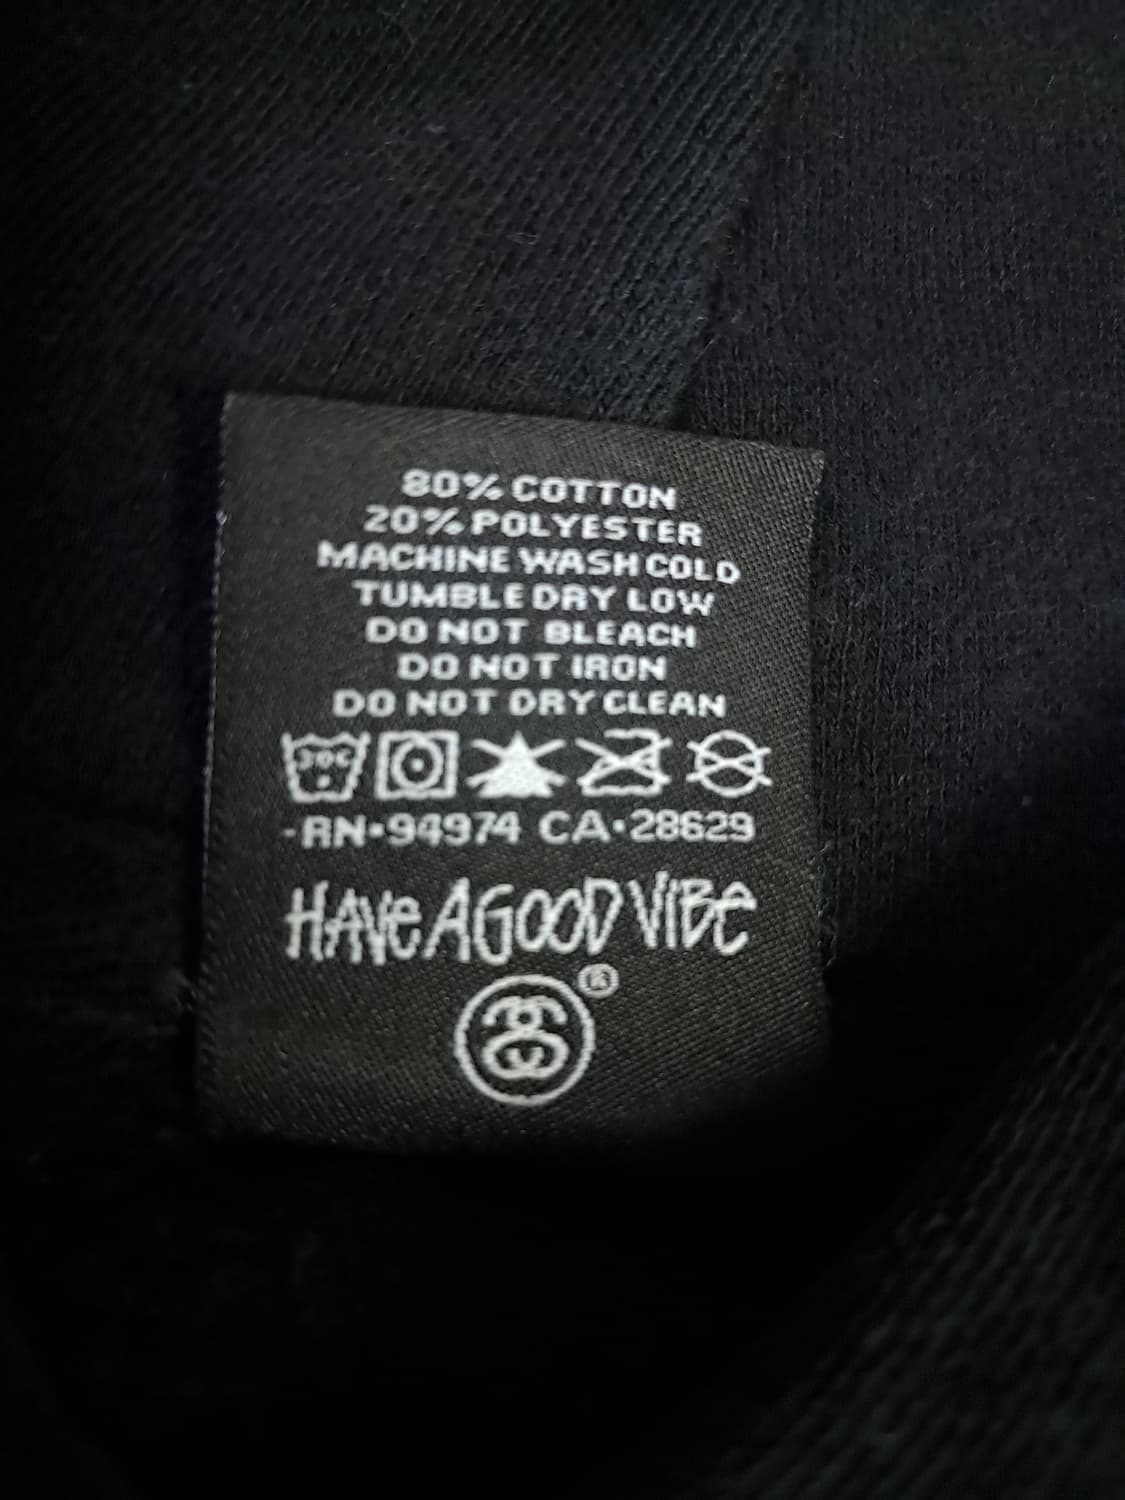 80% COTTON
20% POLYESTER
MACHINE WASH COLD
TUMBLE DRY LOW
DO NOT BLEACH
DO NOT IRON
DO NOT DRY CLEAN
30C
-RN•94974 CA•28629
HAVE A GOOD VIBE
®